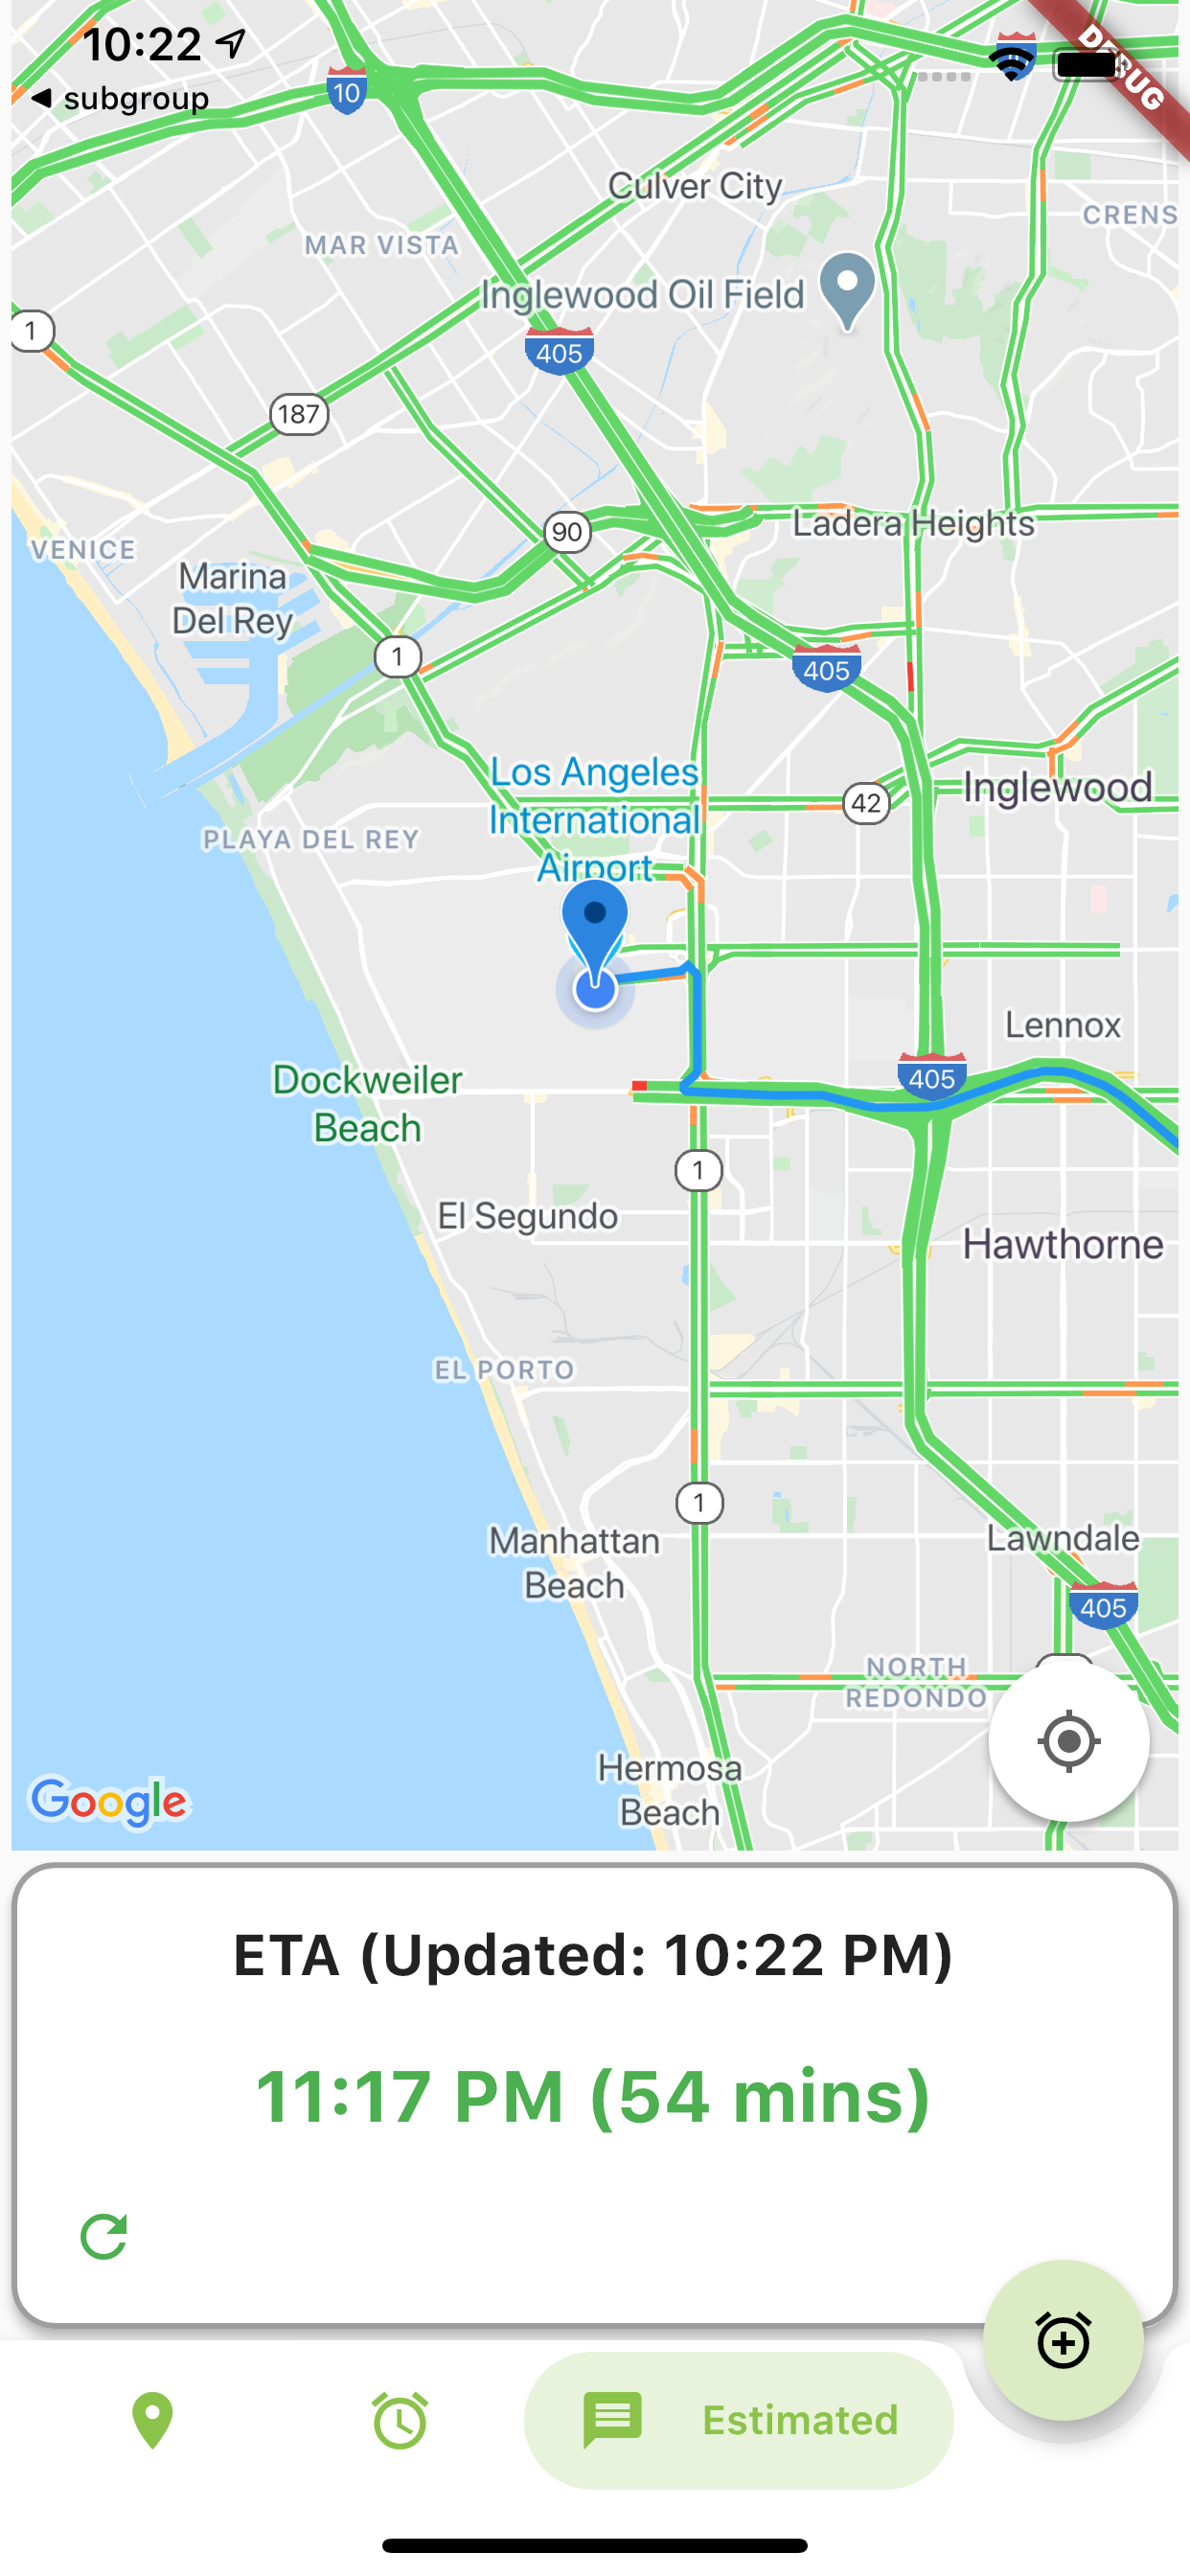 10:22
subgroup
DEBUG
10
Culver City
CRENS
MAR VISTA
Inglewood Oil Field
1
405
187
90
Ladera Heights
VENICE
Marina
Del Rey
1
405
Los Angeles
International
Airport
42
Inglewood
PLAYA DEL REY
Lennox
Dockweiler
Beach
405
1
El Segundo
Hawthorne
EL PORTO
1
Manhattan
Beach
Lawndale
405
NORTH
REDONDO
Hermosa
Beach
Google
ETA (Updated: 10:22 PM)
11:17 PM (54 mins)
Estimated